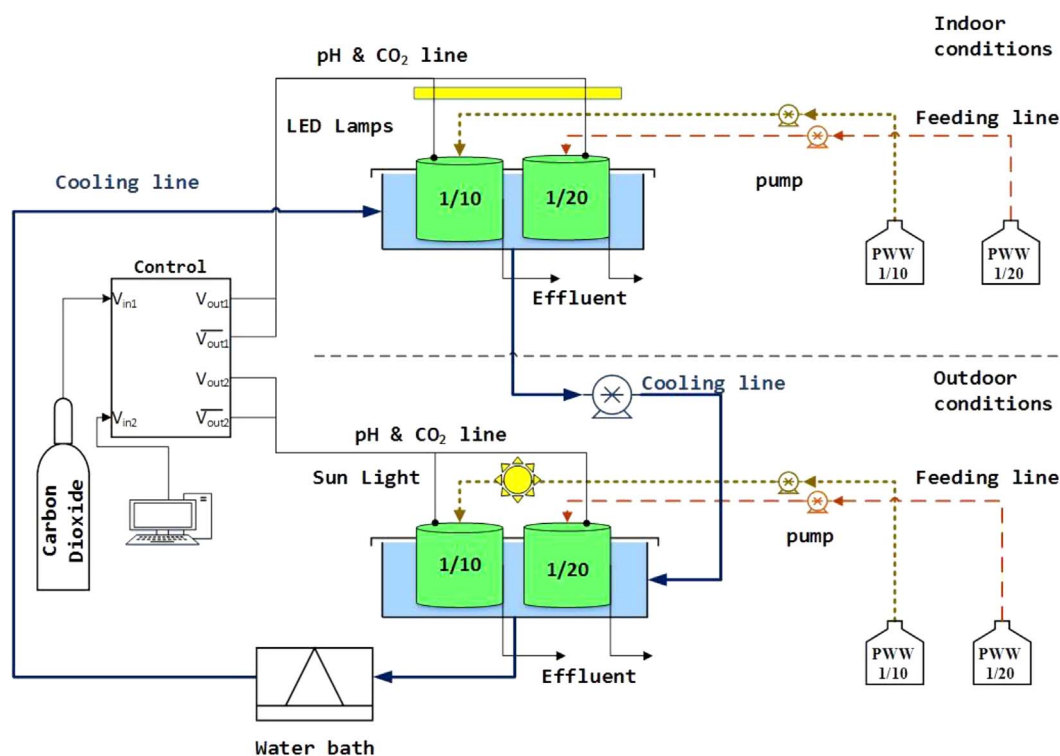 Indoor
conditions
pH & CO₂ line
LED Lamps
Feeding line
pump
Cooling line
1/10
1/20
PWW
1/10
PWW
1/20
Effluent
Control
Vin1
Vout1
V̅out1
Vout2
Vin2
V̅out2
Cooling line
Outdoor
conditions
pH & CO₂ line
Sun Light
Feeding line
pump
Carbon
Dioxide
1/10
1/20
PWW
1/10
PWW
1/20
Effluent
Water bath